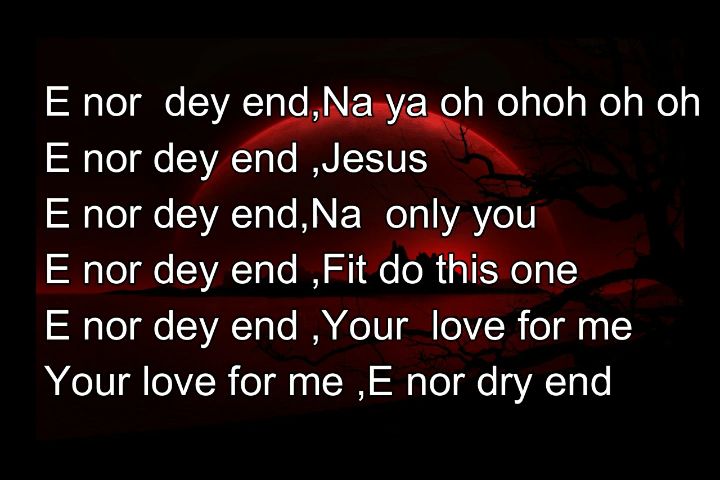 E nor  dey end,Na ya oh ohoh oh oh
E nor dey end ,Jesus
E nor dey end,Na  only you
E nor dey end ,Fit do this one
E nor dey end ,Your  love for me
Your love for me ,E nor dry end